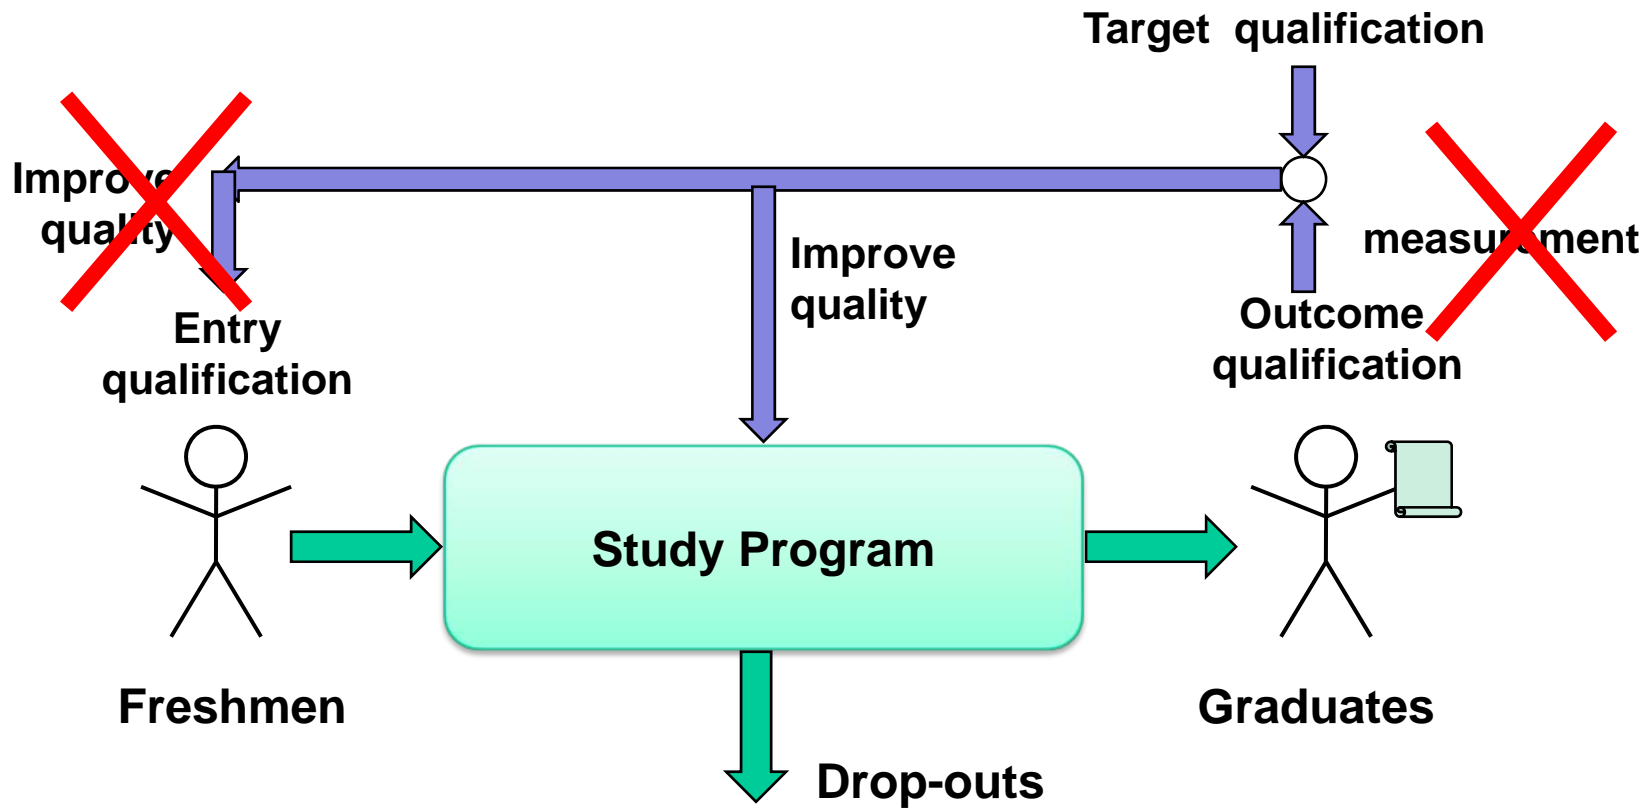 Target qualification
Improve
quality
Improve
quality
measurement
Entry
qualification
Outcome
qualification
Study Program
Freshmen
Graduates
Drop-outs